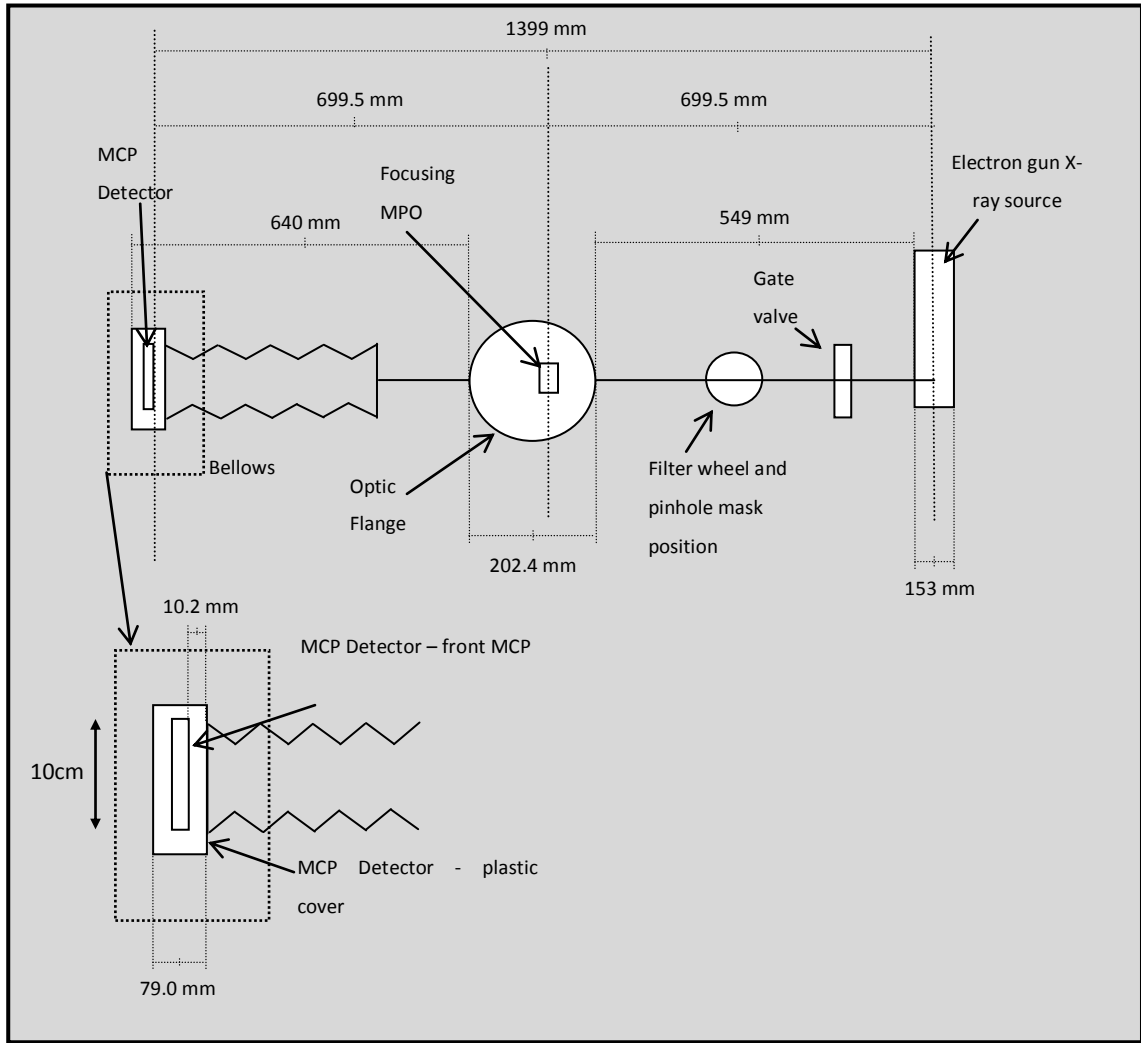 1399 mm
699.5 mm
699.5 mm
MCP
Detector
Focusing
MPO
Electron gun X-
ray source
640 mm
549 mm
Gate
valve
Bellows
Optic
Flange
Filter wheel and
pinhole mask
position
202.4 mm
153 mm
10.2 mm
MCP Detector – front MCP
10cm
MCP Detector - plastic
cover
79.0 mm